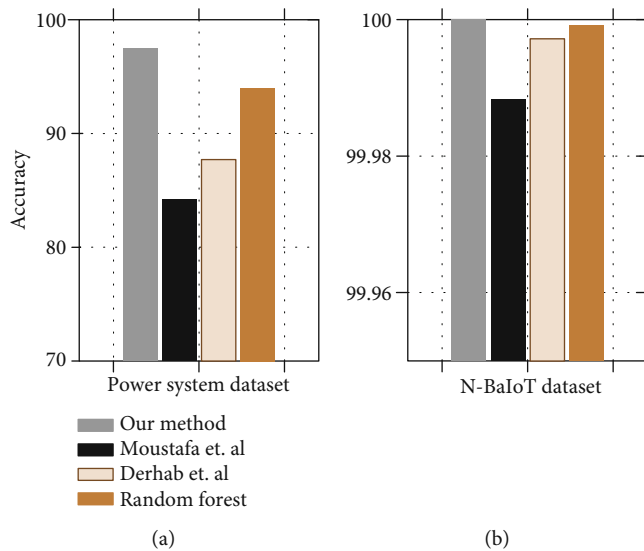 100
90
80
70
Accuracy
Power system dataset
100
99.98
99.96
N-BaIoT dataset
Our method
Moustafa et. al
Derhab et. al
Random forest
(a)
(b)